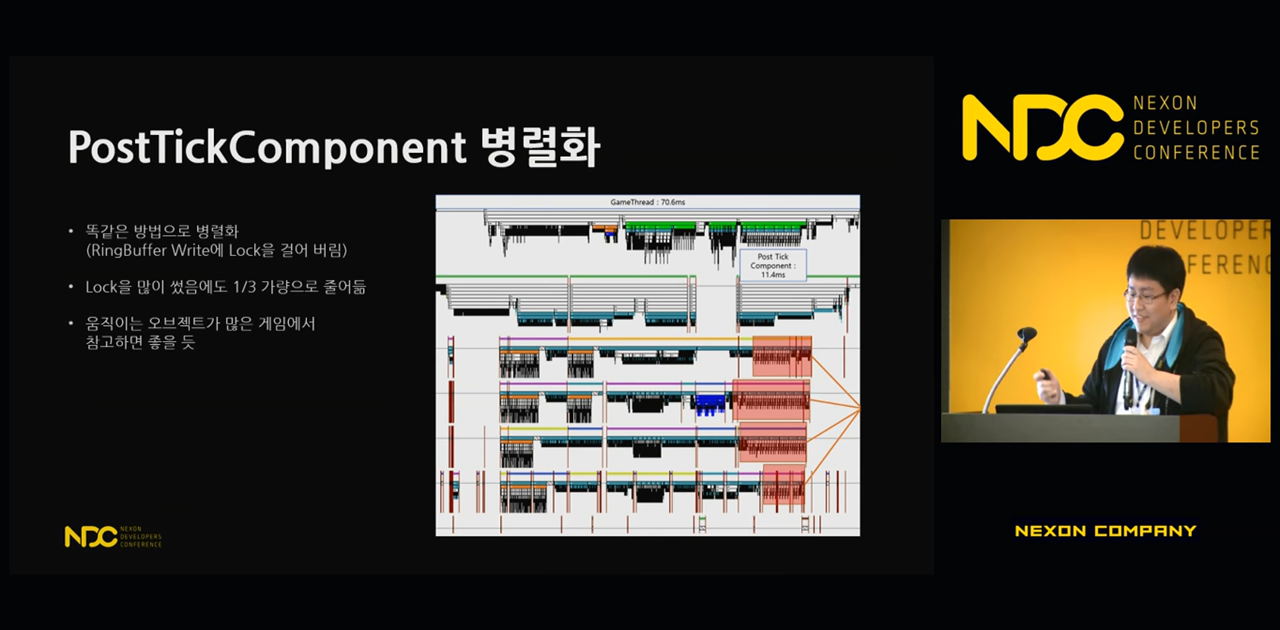 PostTickComponent 병렬화
• 똑같은 방법으로 병렬화
(RingBuffer Write에 Lock을 걸어 버림)
• Lock을 많이 썼음에도 1/3 가량으로 줄어듦
• 움직이는 오브젝트가 많은 게임에서
참고하면 좋을 듯
GameThread : 70.6ms
Post Tick
Component :
11.4ms
NDC
NEXON
DEVELOPERS
CONFERENCE
NDC
NEXON
DEVELOPERS
CONFERENCE
DEVELOPER
FERENC
NEXON COMPANY